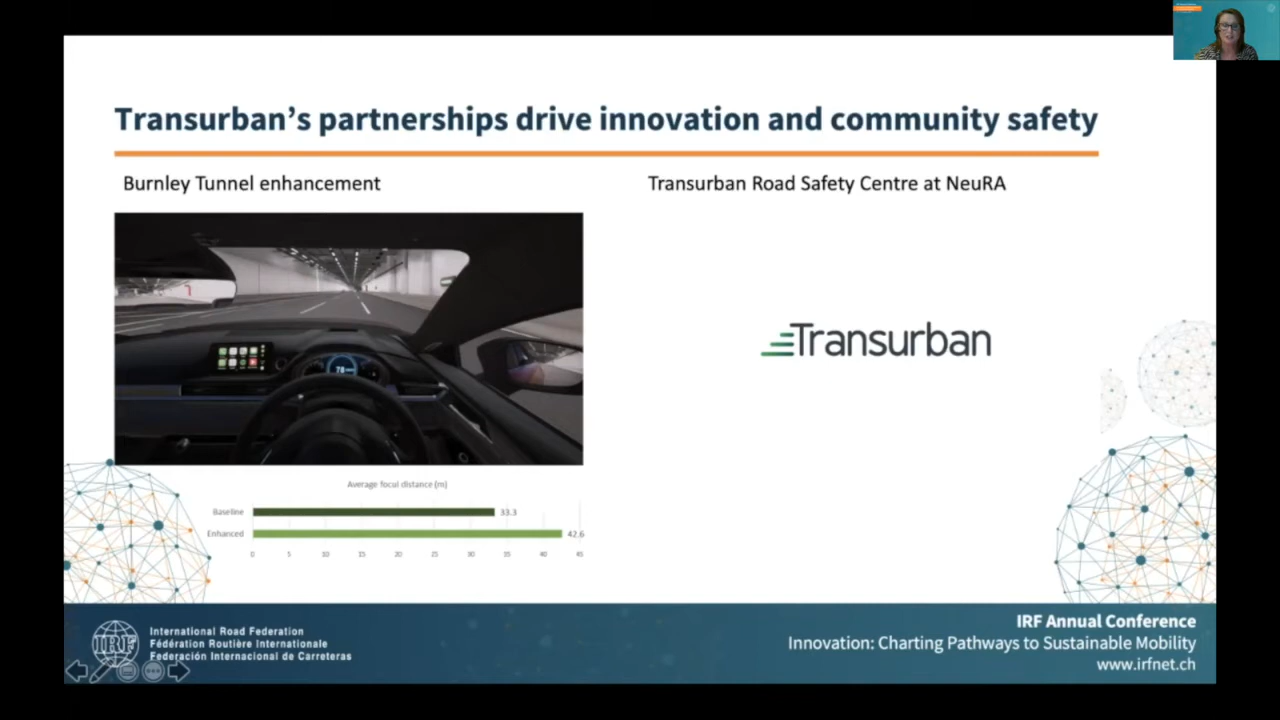 Transurban's partnerships drive innovation and community safety
Burnley Tunnel enhancement
Transurban Road Safety Centre at NeuRA
78
Transurban
Average focul distance (m)
Baseline
33.3
Enhanced
42.6
0 5 10 15 20 25 30 35 40 45
IRF
International Road Federation
Fédération Routière Internationale
Federación Internacional de Carreteras
IRF Annual Conference
Innovation: Charting Pathways to Sustainable Mobility
www.irfnet.ch